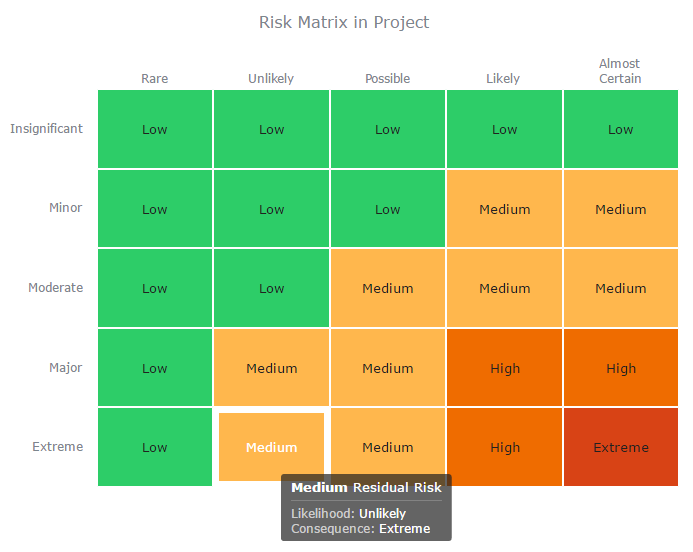 Risk Matrix in Project
Rare Unlikely Possible Likely Almost Certain
Insignificant Low Low Low Low Low
Minor Low Low Low Medium Medium
Moderate Low Low Medium Medium Medium
Major Low Medium Medium High High
Extreme Low Medium Medium High Extreme
Medium Residual Risk
Likelihood: Unlikely
Consequence: Extreme